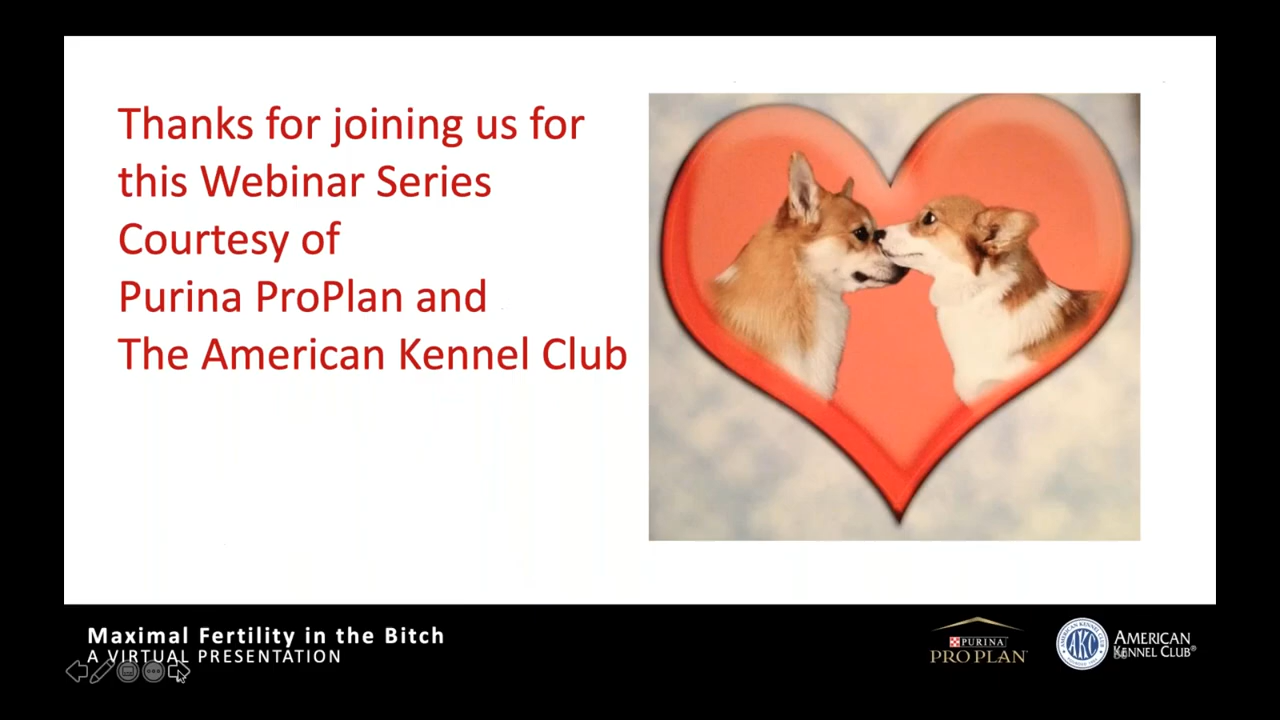 Thanks for joining us for
this Webinar Series
Courtesy of
Purina ProPlan and
The American Kennel Club
Maximal Fertility in the Bitch
A VIRTUAL PRESENTATION
PURINA
PRO PLAN
AKC
AMERICAN
KENNEL CLUB®